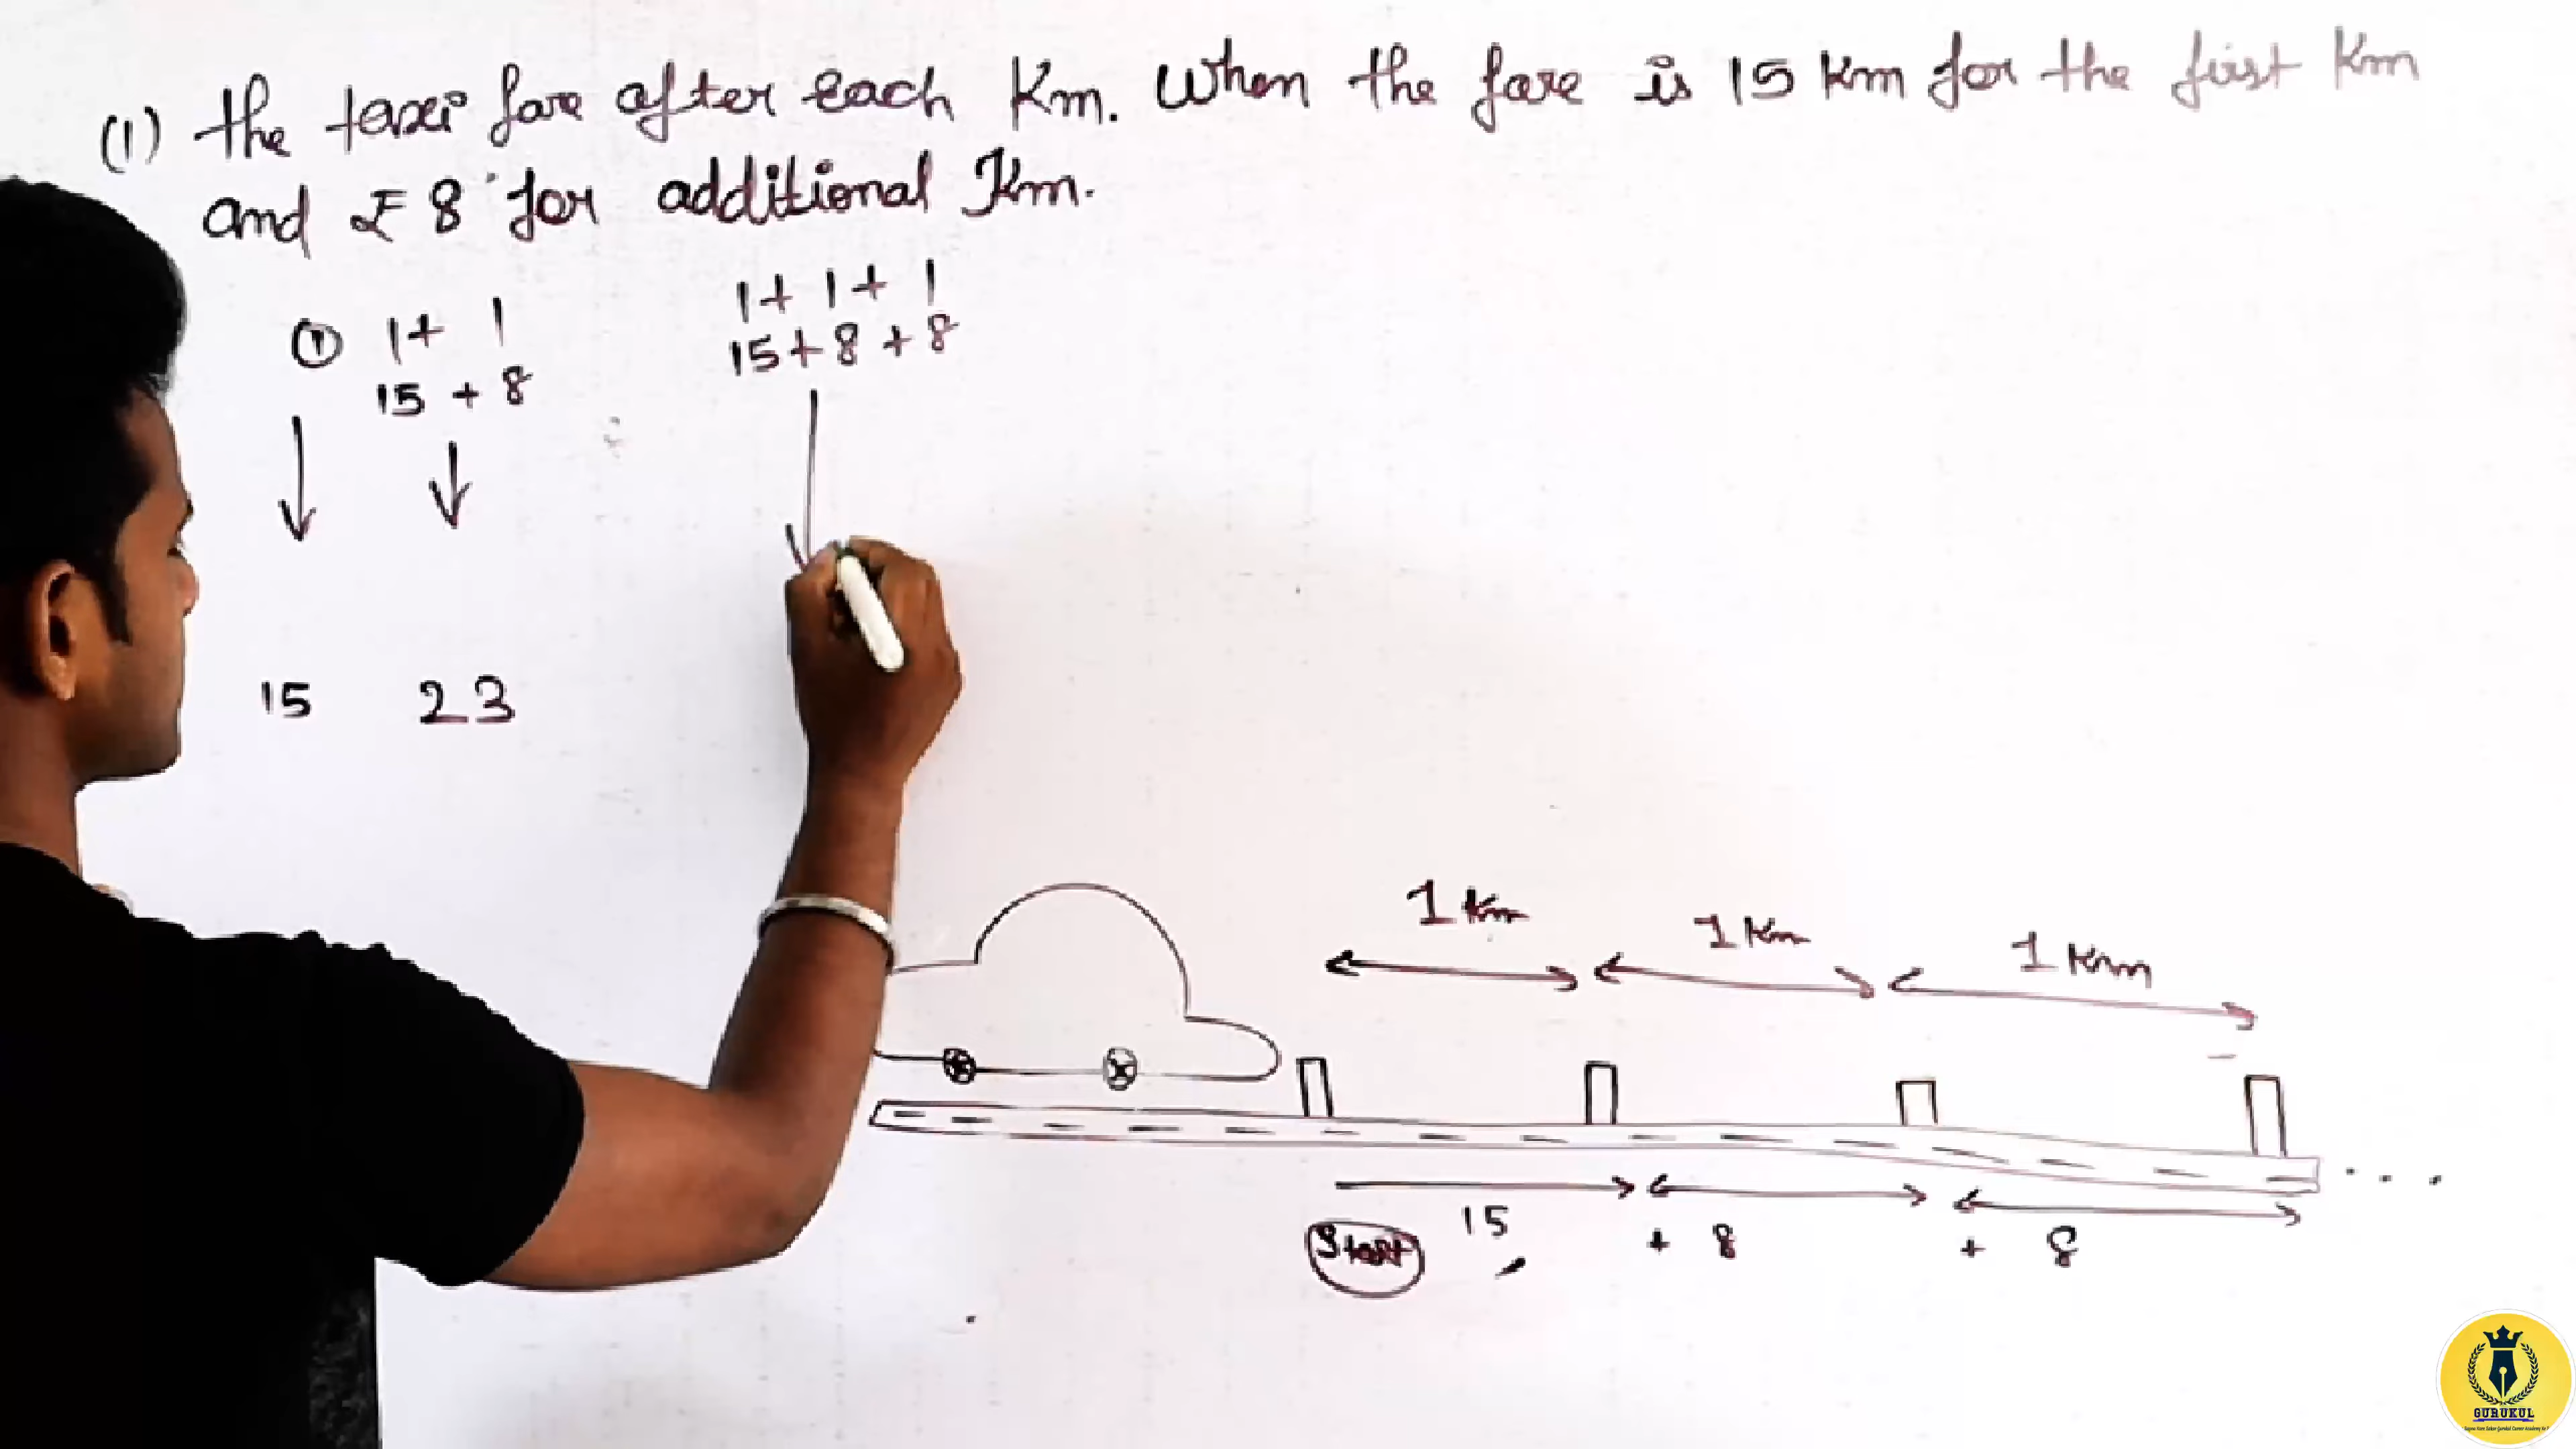 (1) the taxi fare after each Km. When the fare is 15 Km for the first Km
and ₹ 8 for additional Km.
① 1+ 1 1+ 1+ 1
15 + 8 15+8+8
15 23
1 Km 1 Km 1 Km
Start 15 + 8 + 8
GURUKUL